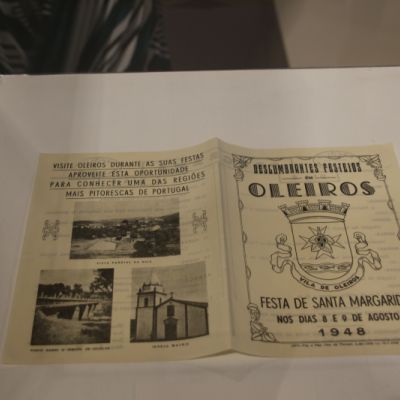 VISITE OLEIROS DURANTE AS SUAS FESTAS
APROVEITE ESTA OPORTUNIDADE
PARA CONHECER UMA DAS REGIÕES
MAIS PITORESCAS DE PORTUGAL
VISTA PARCIAL DA VILA
IGREJA MATRIZ
DESLUMBRANTES FESTEJOS
EM
OLEIROS
VILA DE OLEIROS
FESTA DE SANTA MARGARID
NOS DIAS 8 E 9 DE AGOSTO
1948